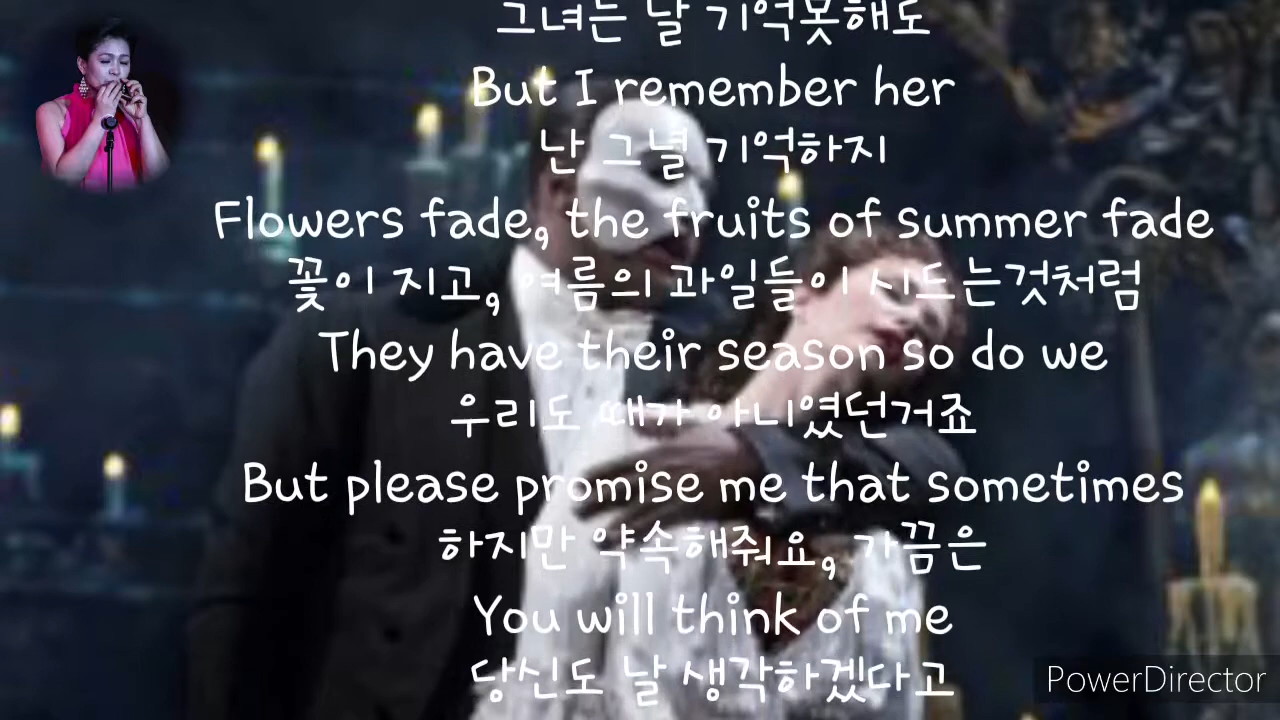 그녀는 날 기억못해도
But I remember her
난 그녈 기억하지
Flowers fade, the fruits of summer fade
꽃이 지고, 여름의 과일들이 시드는것처럼
They have their season so do we
우리도 때가 아니였던거죠
But please promise me that sometimes
하지만 약속해줘요, 가끔은
You will think of me
당신도 날 생각하겠다고
PowerDirector